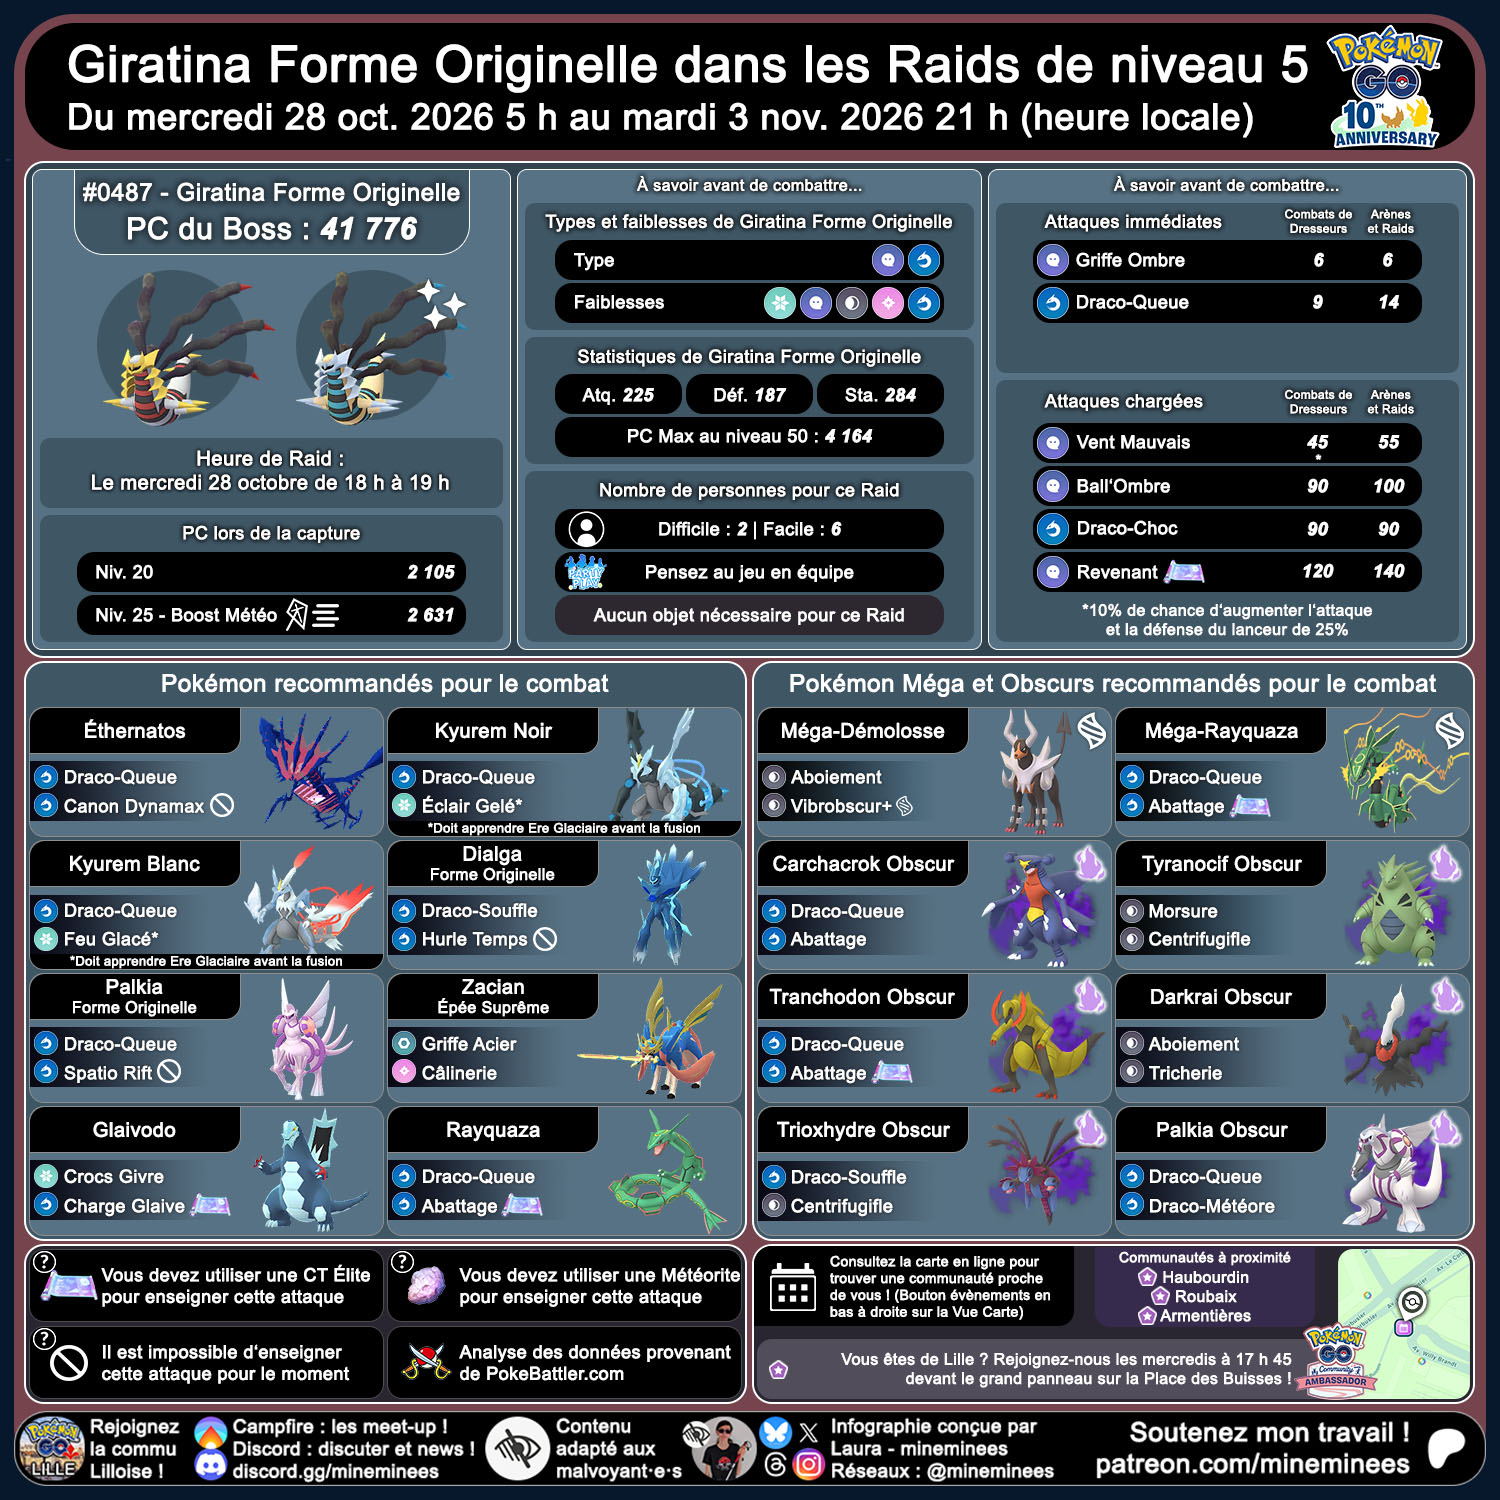 Giratina Forme Originelle dans les Raids de niveau 5
Du mercredi 28 oct. 2026 5 h au mardi 3 nov. 2026 21 h (heure locale)
Pokémon
GO
10TH
ANNIVERSARY
#0487 - Giratina Forme Originelle
PC du Boss : 41 776
Heure de Raid :
Le mercredi 28 octobre de 18 h à 19 h
PC lors de la capture
Niv. 20 2 105
Niv. 25 - Boost Météo 2 631
À savoir avant de combattre...
Types et faiblesses de Giratina Forme Originelle
Type
Faiblesses
Statistiques de Giratina Forme Originelle
Atq. 225 Déf. 187 Sta. 284
PC Max au niveau 50 : 4 164
Nombre de personnes pour ce Raid
Difficile : 2 | Facile : 6
PARTY PLAY
Pensez au jeu en équipe
Aucun objet nécessaire pour ce Raid
À savoir avant de combattre...
Attaques immédiates Combats de Dresseurs Arènes et Raids
Griffe Ombre 6 6
Draco-Queue 9 14
Attaques chargées Combats de Dresseurs Arènes et Raids
Vent Mauvais 45 * 55
Ball'Ombre 90 100
Draco-Choc 90 90
Revenant 120 140
*10% de chance d'augmenter l'attaque
et la défense du lanceur de 25%
Pokémon recommandés pour le combat
Éthernatos
Draco-Queue
Canon Dynamax
Kyurem Noir
Draco-Queue
Éclair Gelé*
*Doit apprendre Ere Glaciaire avant la fusion
Kyurem Blanc
Draco-Queue
Feu Glacé*
*Doit apprendre Ere Glaciaire avant la fusion
Dialga
Forme Originelle
Draco-Souffle
Hurle Temps
Palkia
Forme Originelle
Draco-Queue
Spatio Rift
Zacian
Épée Suprême
Griffe Acier
Câlinerie
Glaivodo
Crocs Givre
Charge Glaive
Rayquaza
Draco-Queue
Abattage
Pokémon Méga et Obscurs recommandés pour le combat
Méga-Démolosse
Aboiement
Vibrobscur+
Méga-Rayquaza
Draco-Queue
Abattage
Carchacrok Obscur
Draco-Queue
Abattage
Tyranocif Obscur
Morsure
Centrifugifle
Tranchodon Obscur
Draco-Queue
Abattage
Darkrai Obscur
Aboiement
Tricherie
Trioxhydre Obscur
Draco-Souffle
Centrifugifle
Palkia Obscur
Draco-Queue
Draco-Météore
?
Vous devez utiliser une CT Élite
pour enseigner cette attaque
?
Vous devez utiliser une Météorite
pour enseigner cette attaque
?
Il est impossible d'enseigner
cette attaque pour le moment
Analyse des données provenant
de PokeBattler.com
Consultez la carte en ligne pour
trouver une communauté proche
de vous ! (Bouton évènements en
bas à droite sur la Vue Carte)
Communautés à proximité
Haubourdin
Roubaix
Armentières
Vous êtes de Lille ? Rejoignez-nous les mercredis à 17 h 45
devant le grand panneau sur la Place des Buisses !
Av. Willy Brandt
Pokémon
GO
Community
AMBASSADOR
Pokémon
GO
LILLE
Rejoignez
la commu
Lilloise !
Campfire : les meet-up !
Discord : discuter et news !
discord.gg/mineminees
Contenu
adapté aux
malvoyant·e·s
Infographie conçue par
Laura - mineminees
Réseaux : @mineminees
Soutenez mon travail !
patreon.com/mineminees